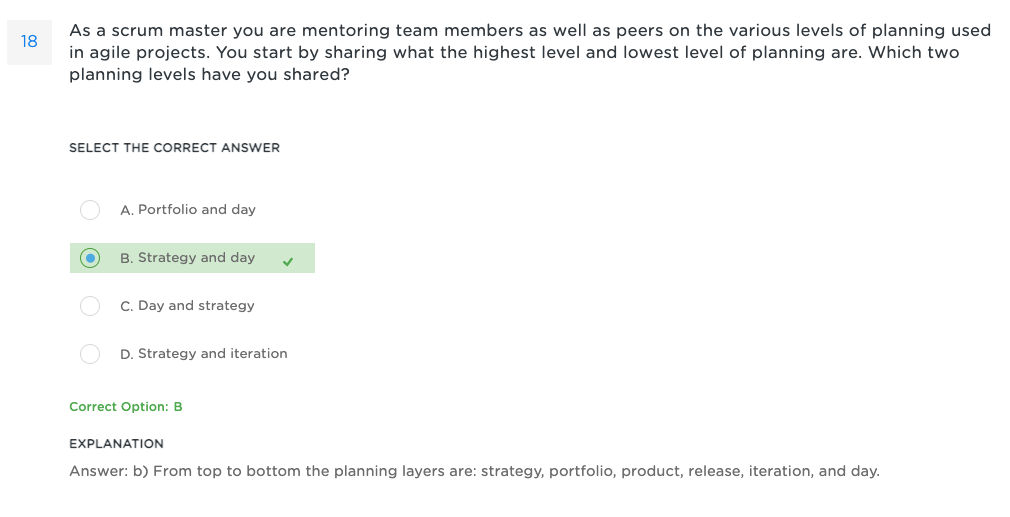 18
As a scrum master you are mentoring team members as well as peers on the various levels of planning used
in agile projects. You start by sharing what the highest level and lowest level of planning are. Which two
planning levels have you shared?
SELECT THE CORRECT ANSWER
A. Portfolio and day
B. Strategy and day
C. Day and strategy
D. Strategy and iteration
Correct Option: B
EXPLANATION
Answer: b) From top to bottom the planning layers are: strategy, portfolio, product, release, iteration, and day.